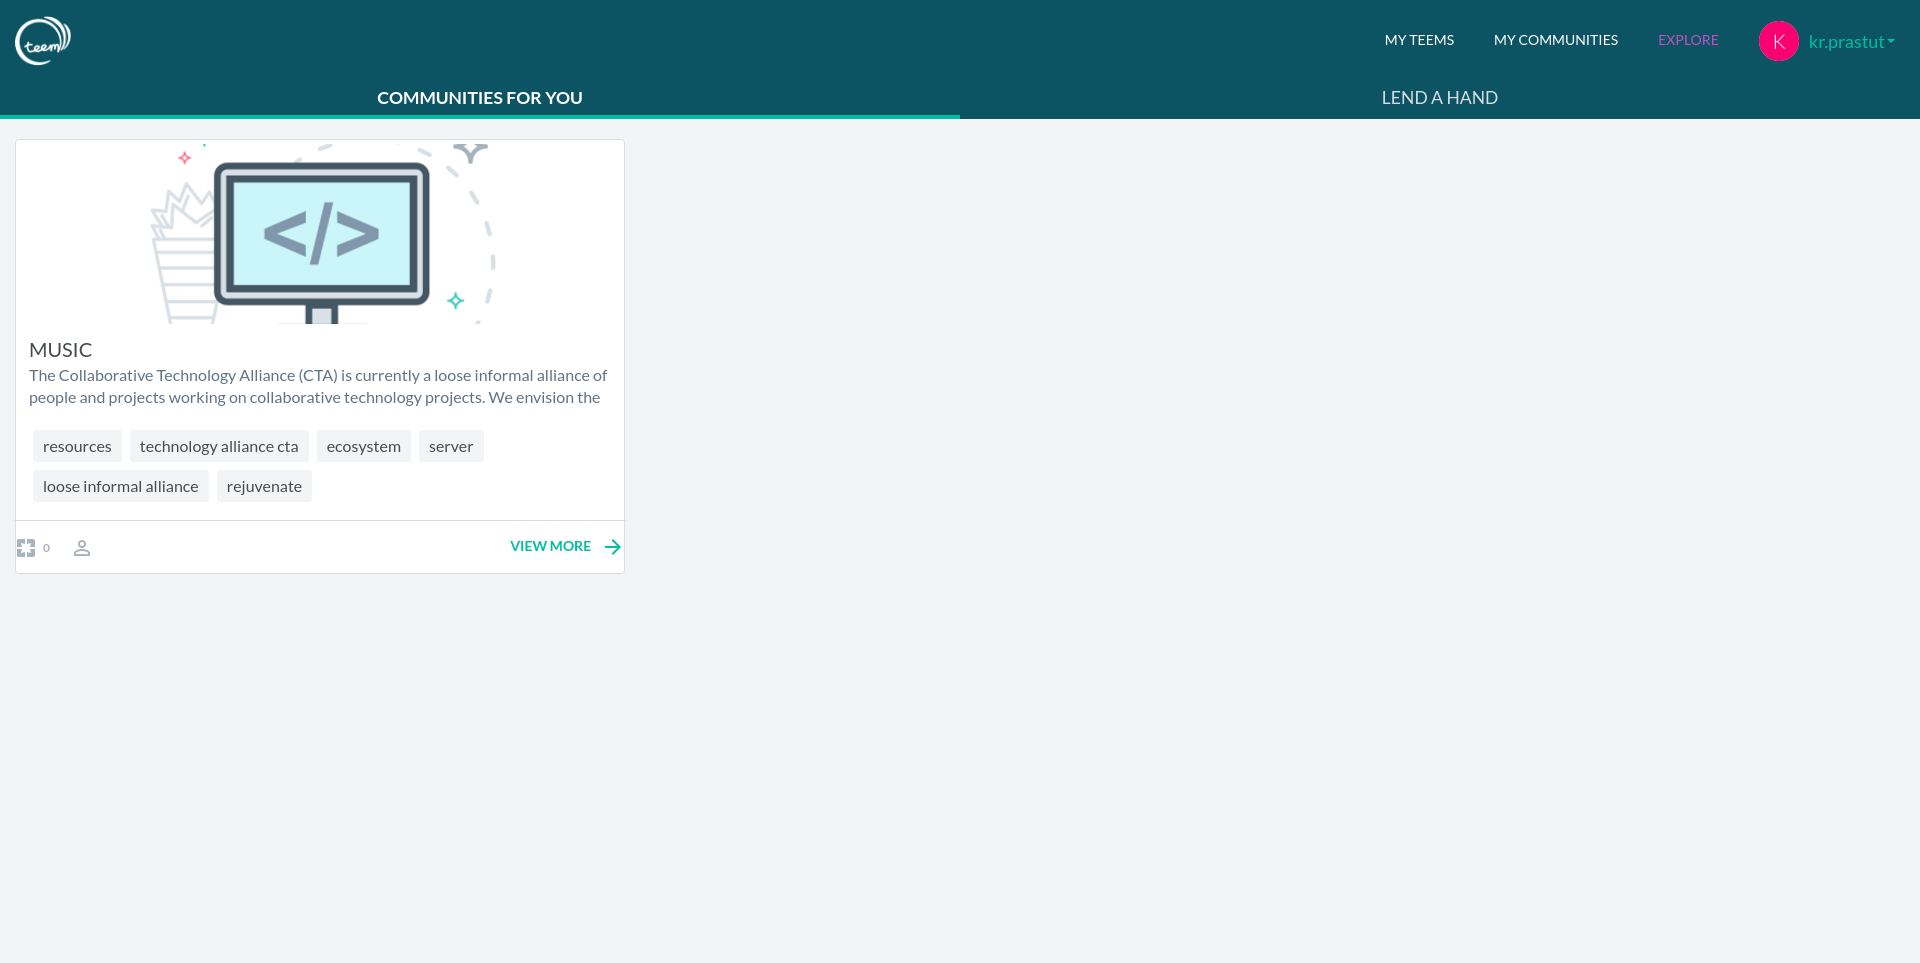 teem
MY TEEMS
MY COMMUNITIES
EXPLORE
K
kr.prastut
COMMUNITIES FOR YOU
LEND A HAND
</>
MUSIC
The Collaborative Technology Alliance (CTA) is currently a loose informal alliance of
people and projects working on collaborative technology projects. We envision the
resources
technology alliance cta
ecosystem
server
loose informal alliance
rejuvenate
0
VIEW MORE